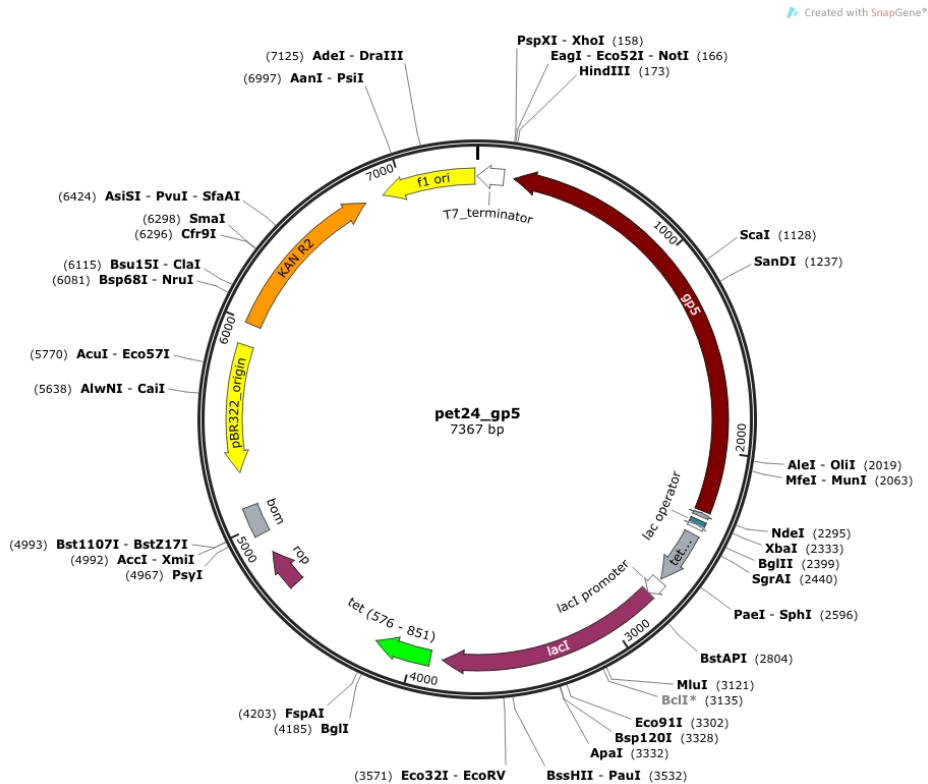 Created with SnapGene®
(7125) AdeI - DraIII
(6997) AanI - PsiI
PspXI - XhoI (158)
EagI - Eco52I - NotI (166)
HindIII (173)
7000
f1 ori
T7_terminator
(6424) AsiSI - PvuI - SfaAI
(6298) SmaI
(6296) Cfr9I
(6115) Bsu15I - ClaI
(6081) Bsp68I - NruI
KAN R2
1000
ScaI (1128)
SanDI (1237)
gp5
6000
(5770) AcuI - Eco57I
(5638) AlwNI - CaiI
pBR322_origin
pet24_gp5
7367 bp
2000
AleI - OliI (2019)
MfeI - MunI (2063)
lac operator
NdeI (2295)
XbaI (2333)
BglII (2399)
SgrAI (2440)
tet...
bom
(4993) Bst1107I - BstZ17I
(4992) AccI - XmiI
(4967) PsyI
5000
rop
lacI promoter
PaeI - SphI (2596)
tet (576 - 851)
lacI
3000
BstAPI (2804)
4000
MluI (3121)
BclI* (3135)
(4203) FspAI
(4185) BglI
Eco91I (3302)
Bsp120I (3328)
ApaI (3332)
(3571) Eco32I - EcoRV
BssHII - PauI (3532)